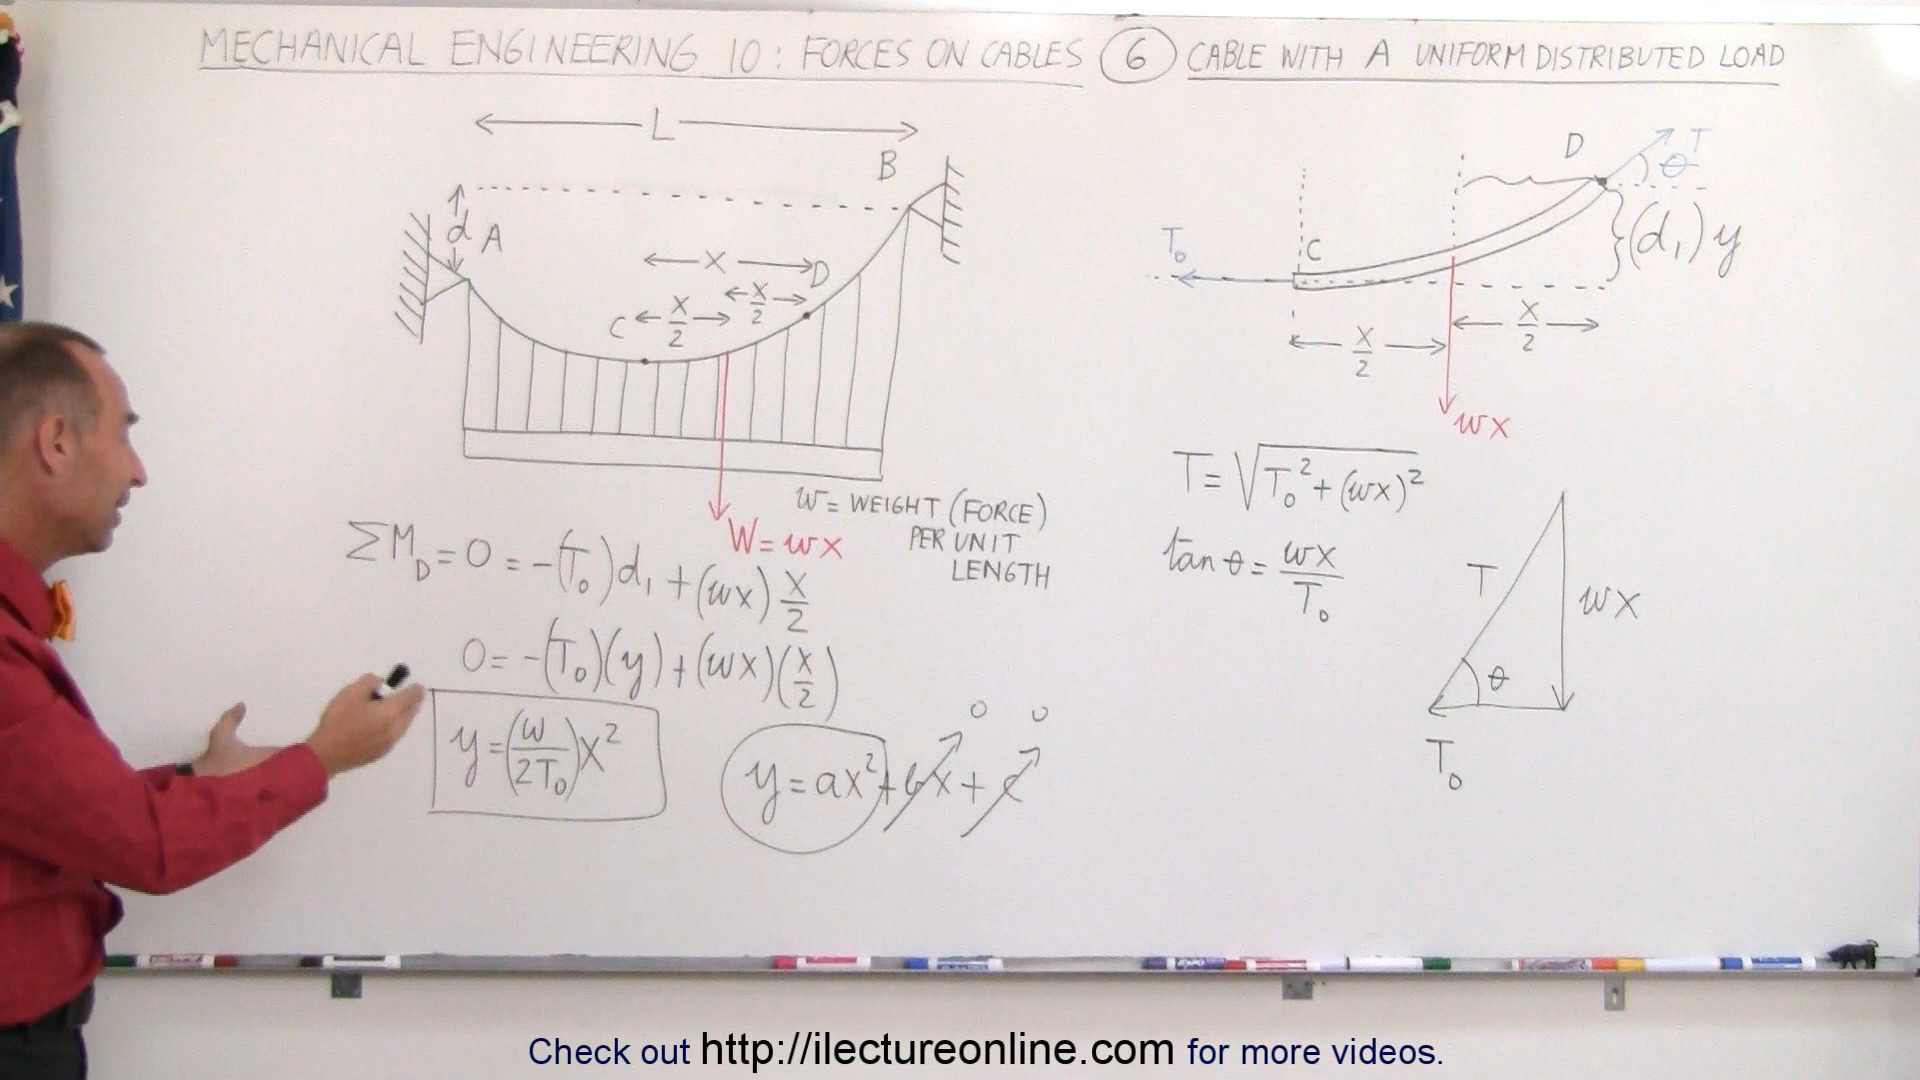 MECHANICAL ENGINEERING 10: FORCES ON CABLES (6) CABLE WITH A UNIFORM DISTRIBUTED LOAD
L
B
d A
x
D
C x/2 x/2
W = wx
w = WEIGHT (FORCE)
PER UNIT
LENGTH
ΣM_D = 0 = -(T₀)d₁ + (wx) x/2
0 = -(T₀)(y) + (wx)(x/2)
y = (w/2T₀)x²
y = ax² + bx + c
0 0
D T
θ
T₀ C
(d₁) y
x/2 x/2
wx
T = √(T₀² + (wx)²)
tan θ = wx/T₀
T wx
θ
T₀
Check out http://ilectureonline.com for more videos.